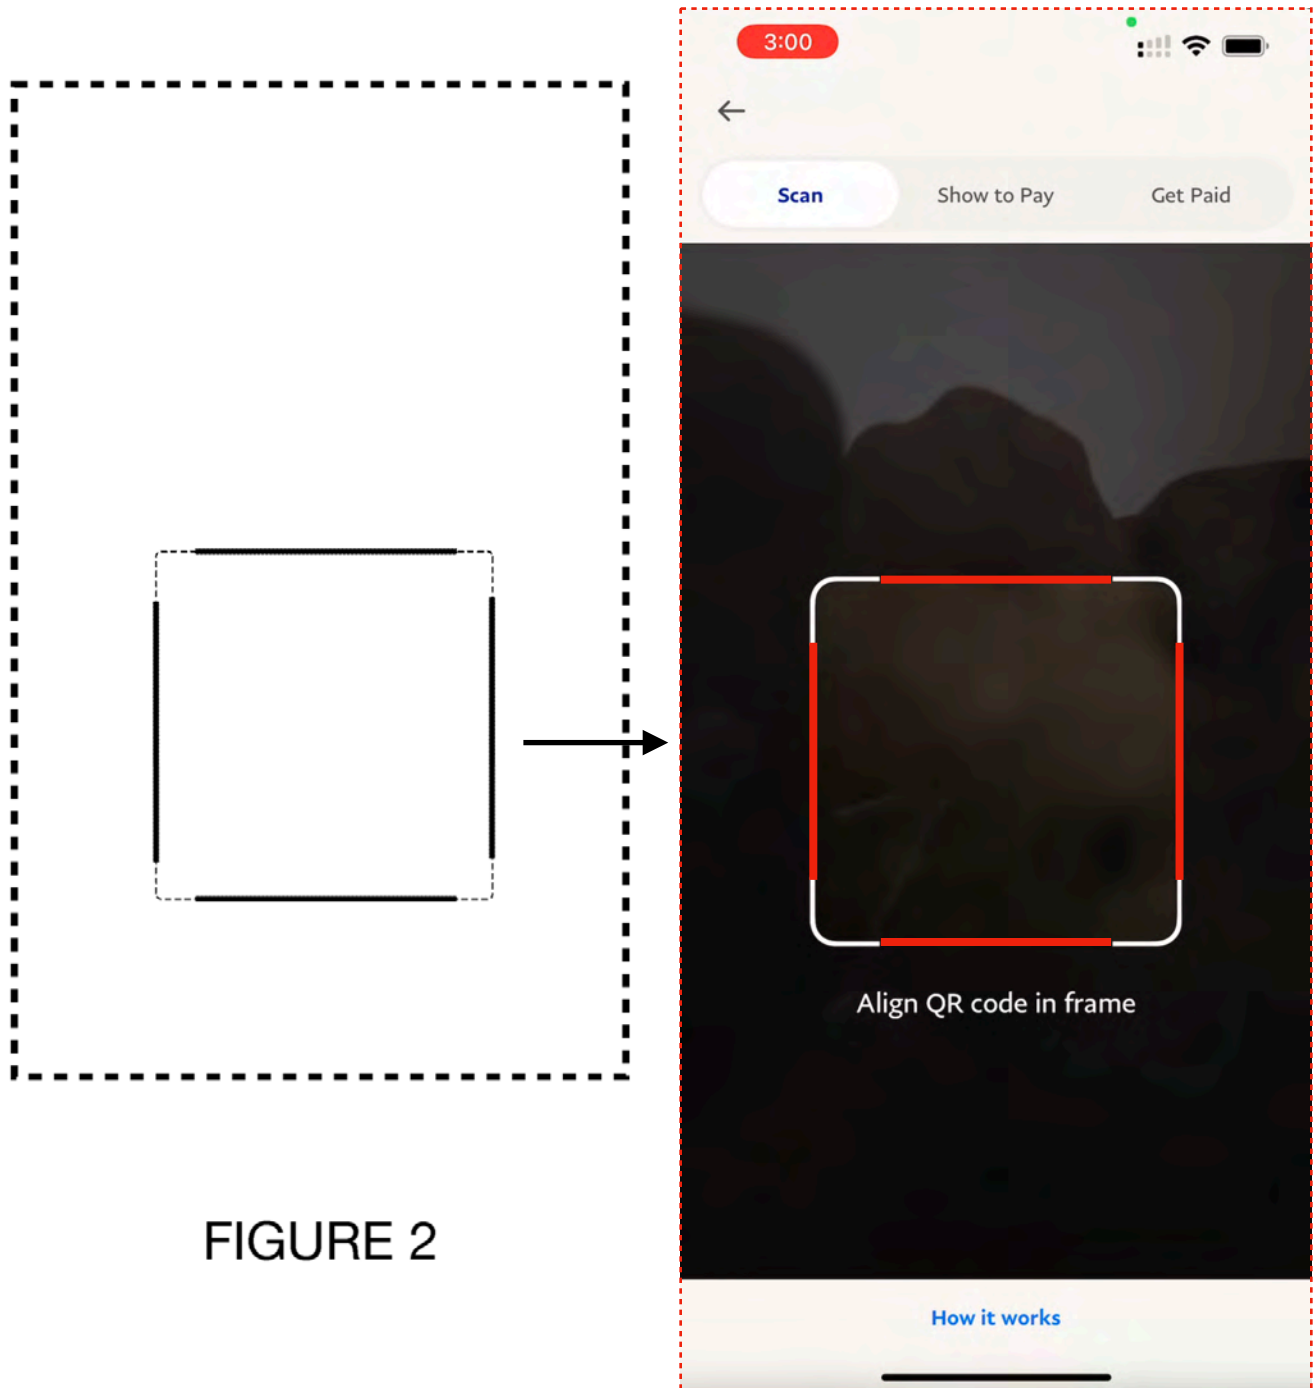 3:00
Scan
Show to Pay
Get Paid
Align QR code in frame
FIGURE 2
How it works